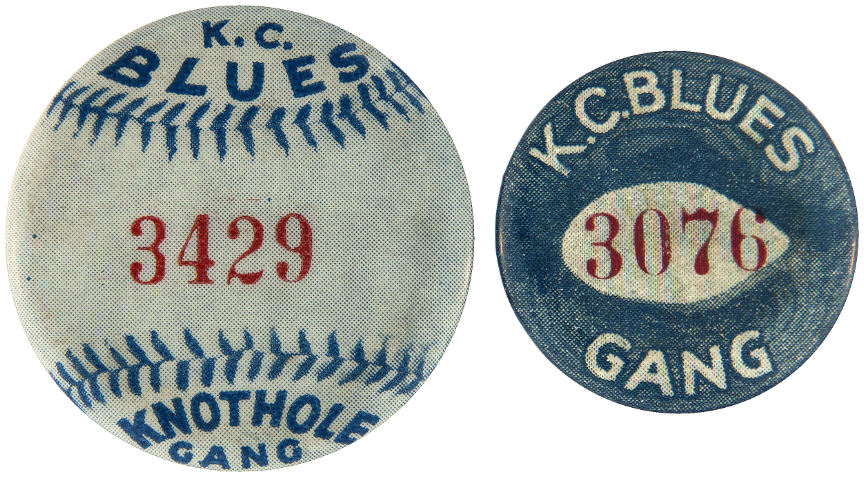 K. C.
BLUES
3429
KNOTHOLE
GANG
K.C.BLUES
3076
GANG